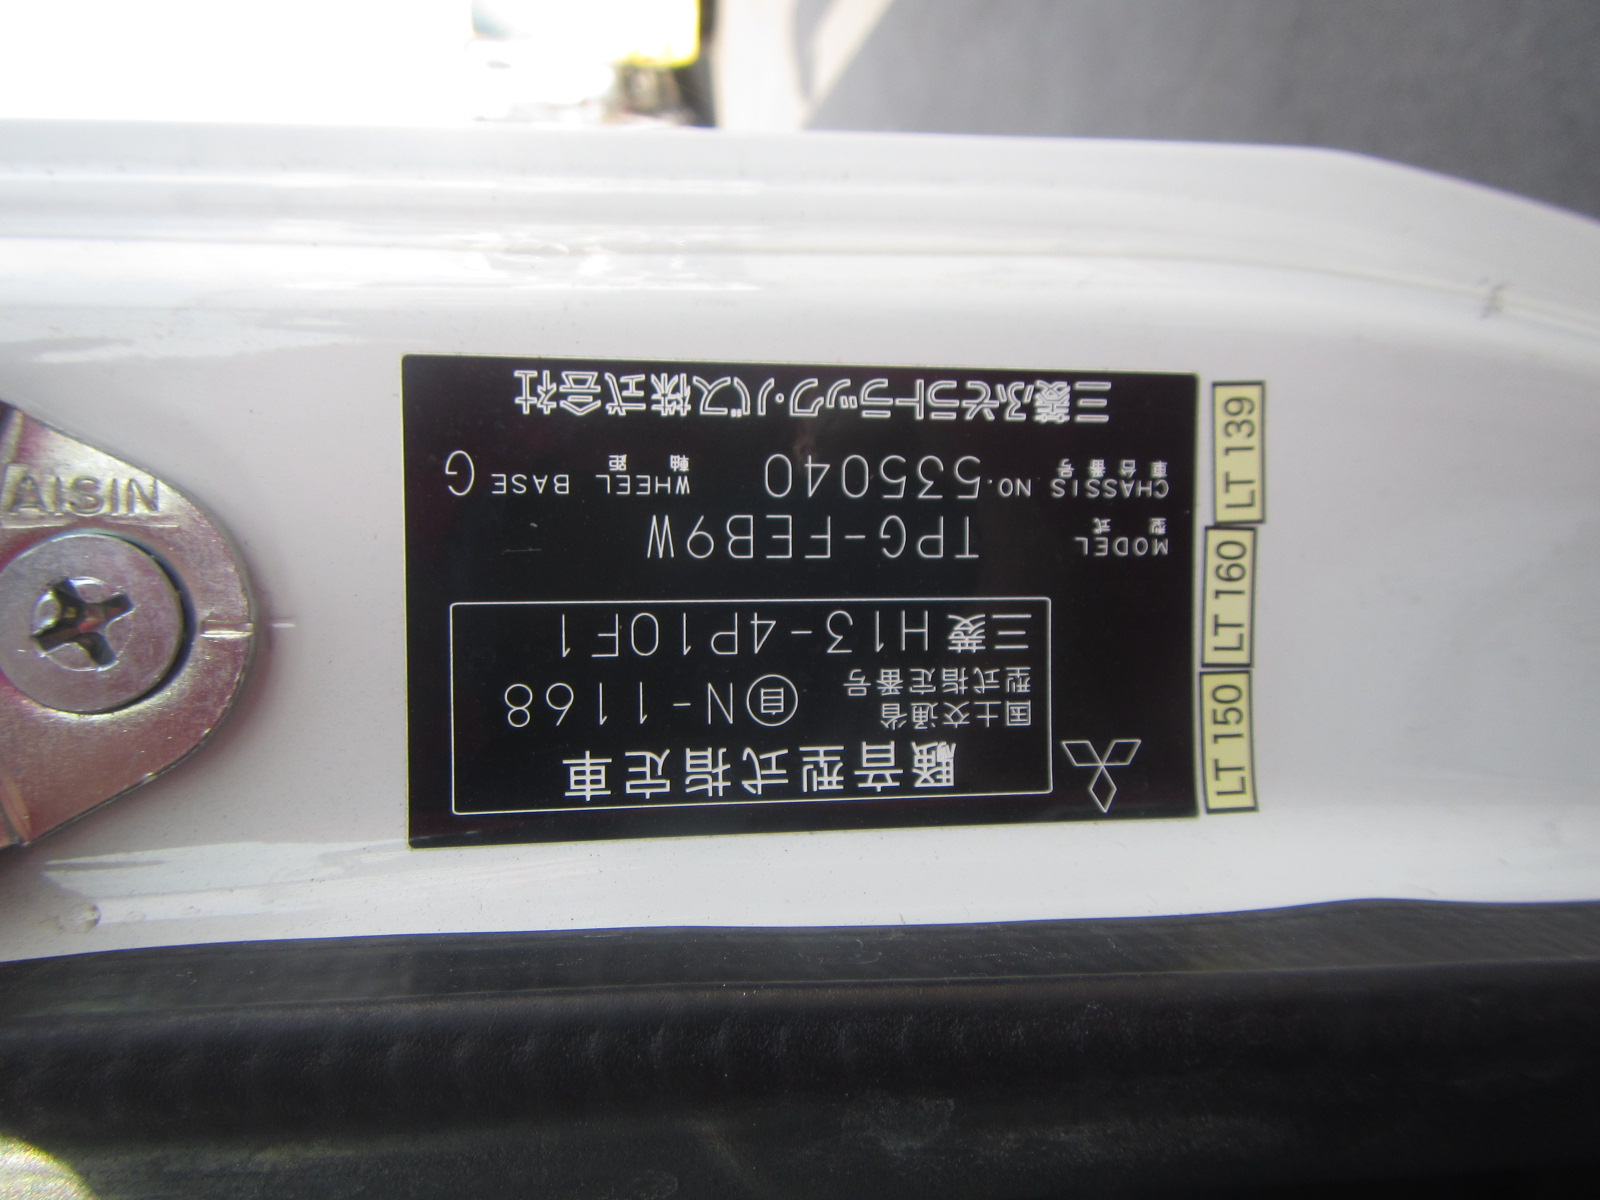 騒音型式指定車
国土交通省
型式指定番号 自N-1168
三菱 H13-4P10F1
MODEL
型式
TPG-FEB9W
CHASSIS NO.
車台番号
535040
WHEEL BASE G
軸距
三菱ふそうトラック・バス株式会社
LT 139
LT 160
LT 150
AISIN